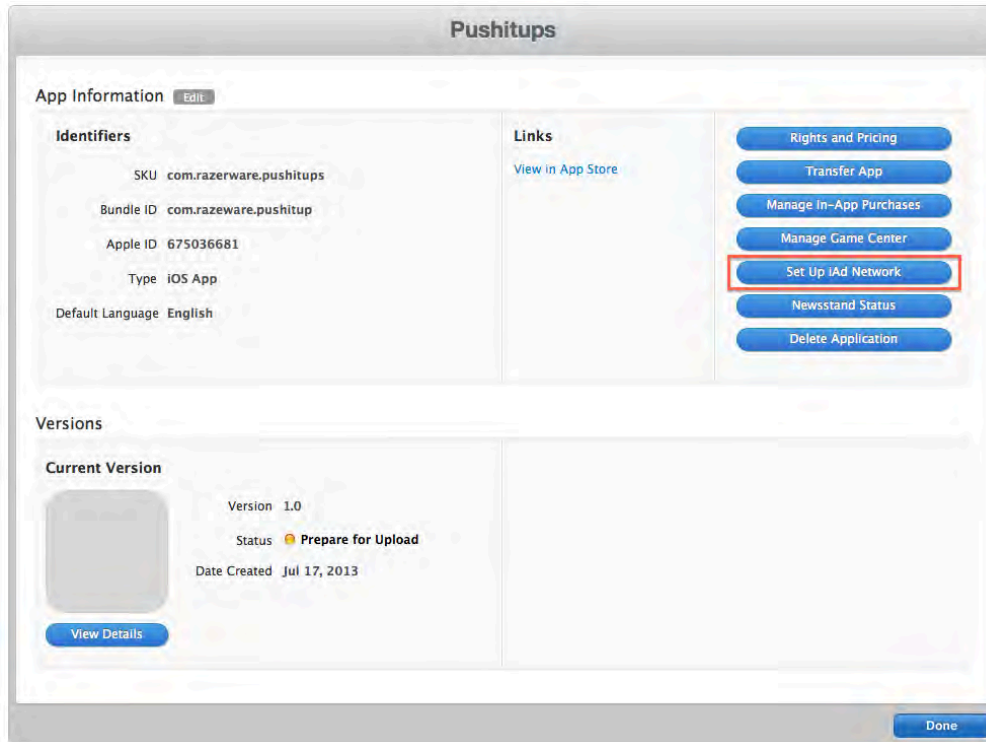 Pushitups
App Information Edit
Identifiers
SKU com.razerware.pushitups
Bundle ID com.razeware.pushitup
Apple ID 675036681
Type iOS App
Default Language English
Links
View in App Store
Rights and Pricing
Transfer App
Manage In-App Purchases
Manage Game Center
Set Up iAd Network
Newsstand Status
Delete Application
Versions
Current Version
Version 1.0
Status Prepare for Upload
Date Created Jul 17, 2013
View Details
Done